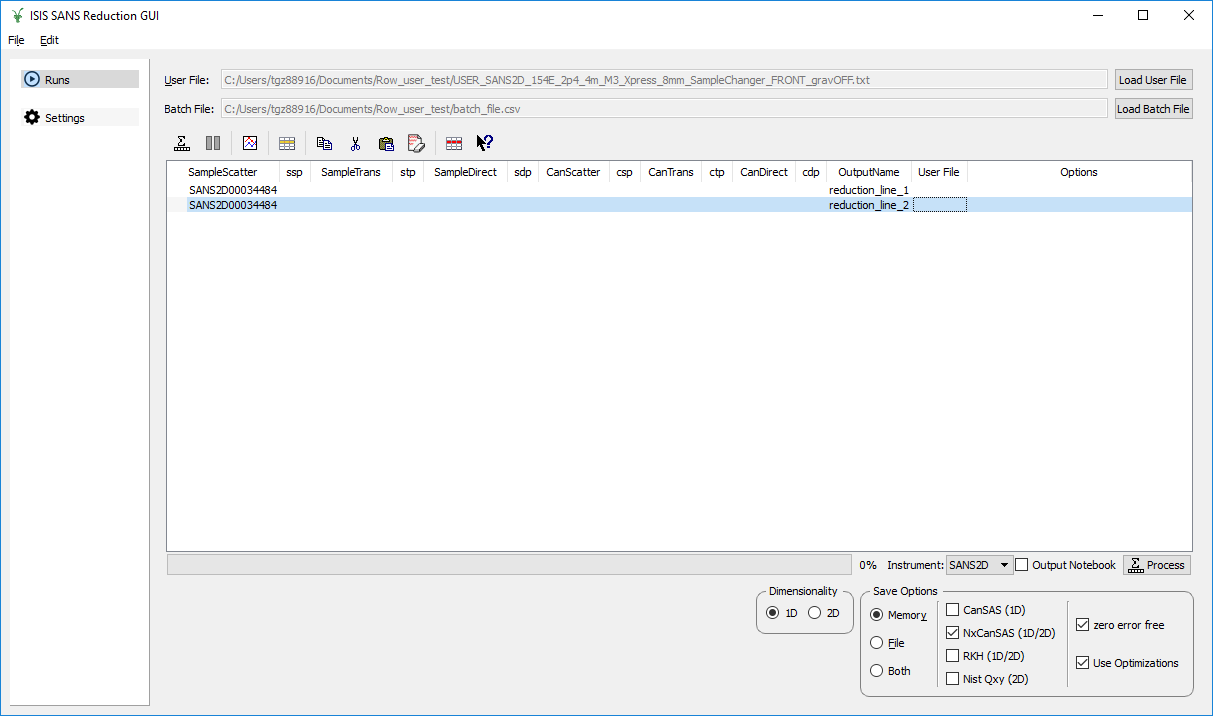 ISIS SANS Reduction GUI
File Edit
Runs
Settings
User File: C:/Users/tgz88916/Documents/Row_user_test/USER_SANS2D_154E_2p4_4m_M3_Xpress_8mm_SampleChanger_FRONT_gravOFF.txt Load User File
Batch File: C:/Users/tgz88916/Documents/Row_user_test/batch_file.csv Load Batch File
SampleScatter ssp SampleTrans stp SampleDirect sdp CanScatter csp CanTrans ctp CanDirect cdp OutputName User File Options
SANS2D00034484 reduction_line_1
SANS2D00034484 reduction_line_2
0% Instrument: SANS2D Output Notebook Process
Dimensionality
1D 2D
Save Options
Memory
File
Both
CanSAS (1D)
NxCanSAS (1D/2D)
RKH (1D/2D)
Nist Qxy (2D)
zero error free
Use Optimizations